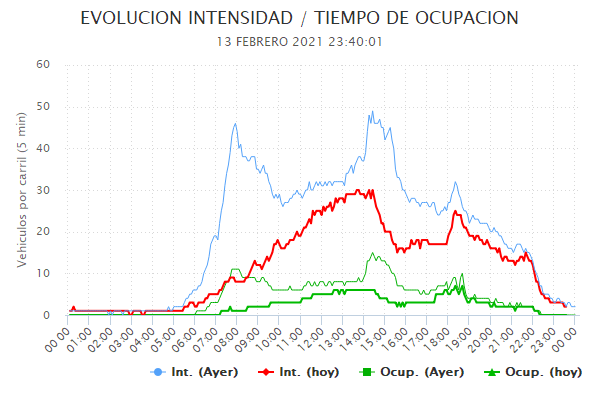 EVOLUCION INTENSIDAD / TIEMPO DE OCUPACION
13 FEBRERO 2021 23:40:01
Vehiculos por carril (5 min)
60
50
40
30
20
10
0
00:00 01:00 02:00 03:00 04:00 05:00 06:00 07:00 08:00 09:00 10:00 11:00 12:00 13:00 14:00 15:00 16:00 17:00 18:00 19:00 20:00 21:00 22:00 23:00 00:00
Int. (Ayer) Int. (hoy) Ocup. (Ayer) Ocup. (hoy)